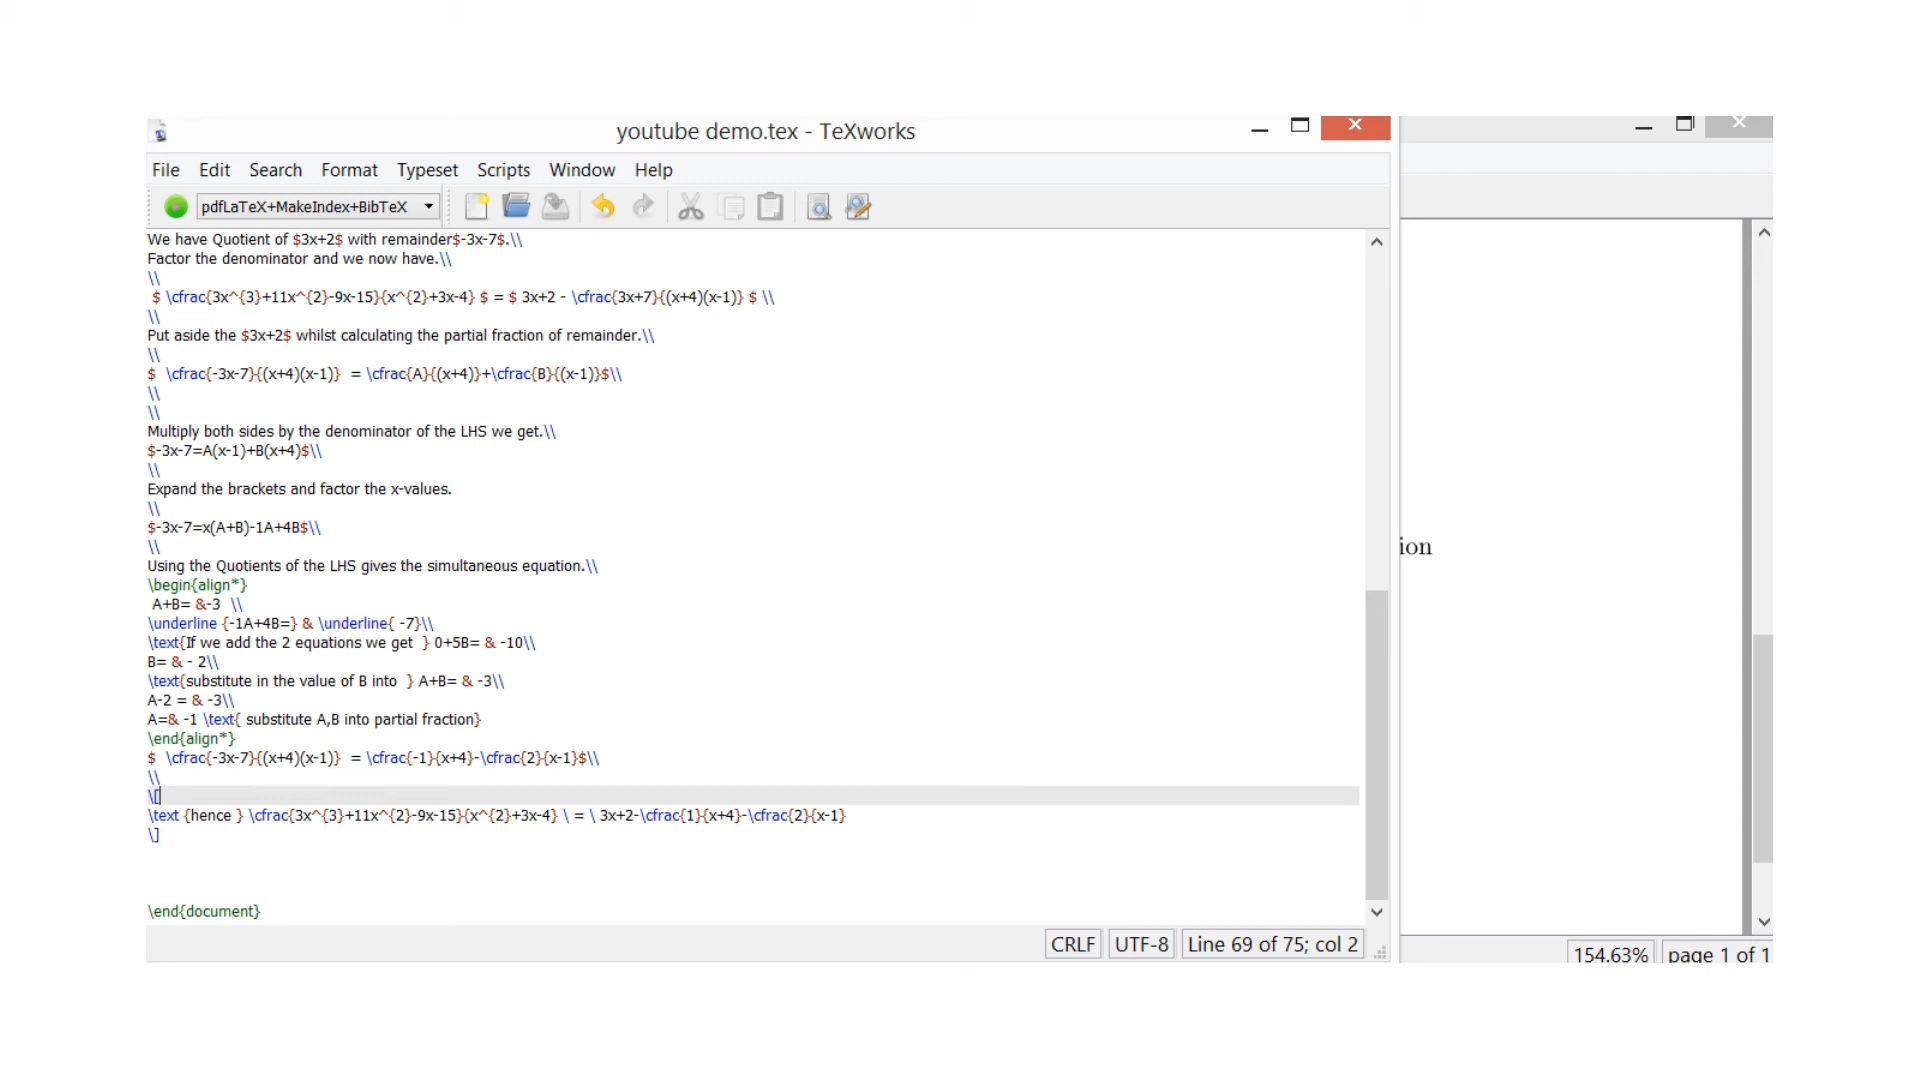 youtube demo.tex - TeXworks
File Edit Search Format Typeset Scripts Window Help
pdfLaTeX+MakeIndex+BibTeX
We have Quotient of $3x+2$ with remainder$-3x-7$.\\
Factor the denominator and we now have.\\
\\
$ \cfrac{3x^{3}+11x^{2}-9x-15}{x^{2}+3x-4} $ = $ 3x+2 - \cfrac{3x+7}{(x+4)(x-1)} $ \\
\\
Put aside the $3x+2$ whilst calculating the partial fraction of remainder.\\
\\
$ \cfrac{-3x-7}{(x+4)(x-1)} = \cfrac{A}{(x+4)}+\cfrac{B}{(x-1)}$\\
\\
\\
Multiply both sides by the denominator of the LHS we get.\\
$-3x-7=A(x-1)+B(x+4)$\\
\\
Expand the brackets and factor the x-values.
\\
$-3x-7=x(A+B)-1A+4B$\\
\\
Using the Quotients of the LHS gives the simultaneous equation.\\
\begin{align*}
A+B= &-3 \\
\underline {-1A+4B=} & \underline{ -7}\\
\text{If we add the 2 equations we get } 0+5B= & -10\\
B= & - 2\\
\text{substitute in the value of B into } A+B= & -3\\
A-2 = & -3\\
A=& -1 \text{ substitute A,B into partial fraction}
\end{align*}
$ \cfrac{-3x-7}{(x+4)(x-1)} = \cfrac{-1}{x+4}-\cfrac{2}{x-1}$\\
\\
\[
\text {hence } \cfrac{3x^{3}+11x^{2}-9x-15}{x^{2}+3x-4} \ = \ 3x+2-\cfrac{1}{x+4}-\cfrac{2}{x-1}
\]
\end{document}
CRLF UTF-8 Line 69 of 75; col 2
ion
154.63% page 1 of 1